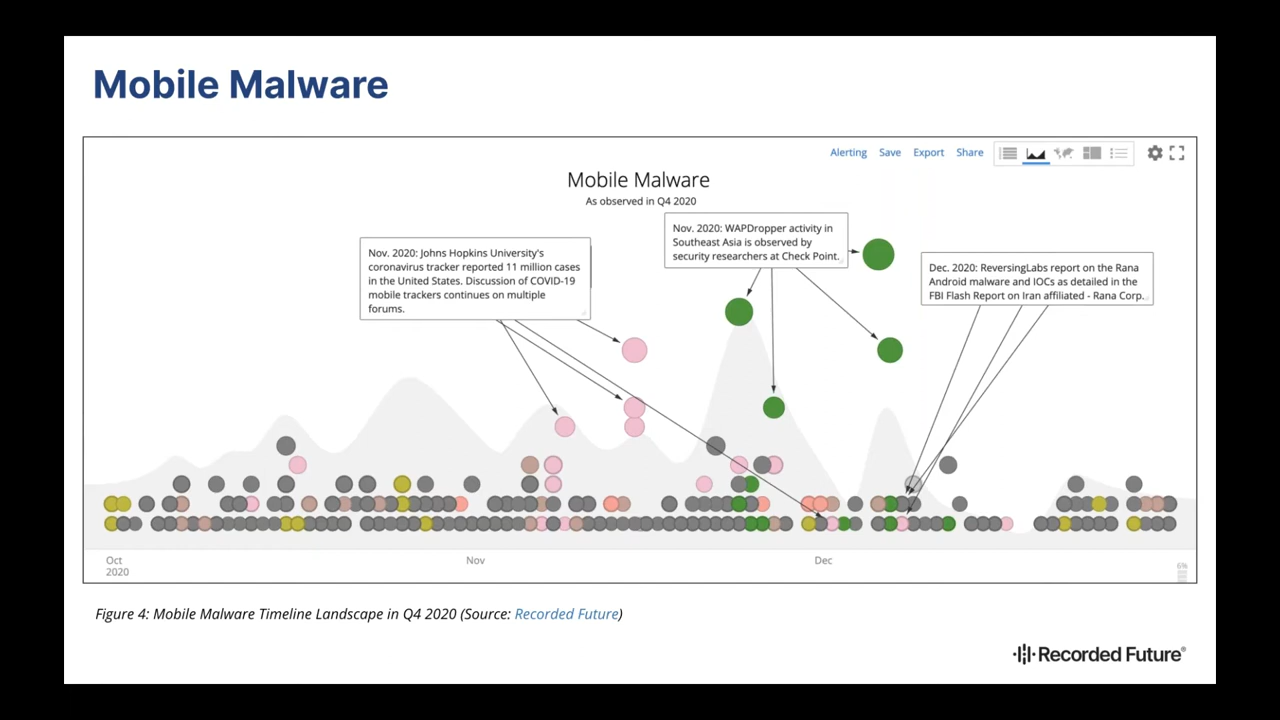 Mobile Malware
Alerting Save Export Share
Mobile Malware
As observed in Q4 2020
Nov. 2020: Johns Hopkins University's
coronavirus tracker reported 11 million cases
in the United States. Discussion of COVID-19
mobile trackers continues on multiple
forums.
Nov. 2020: WAPDropper activity in
Southeast Asia is observed by
security researchers at Check Point.
Dec. 2020: ReversingLabs report on the Rana
Android malware and IOCs as detailed in the
FBI Flash Report on Iran affiliated - Rana Corp.
Oct
2020
Nov
Dec
6%
Figure 4: Mobile Malware Timeline Landscape in Q4 2020 (Source: Recorded Future)
Recorded Future®